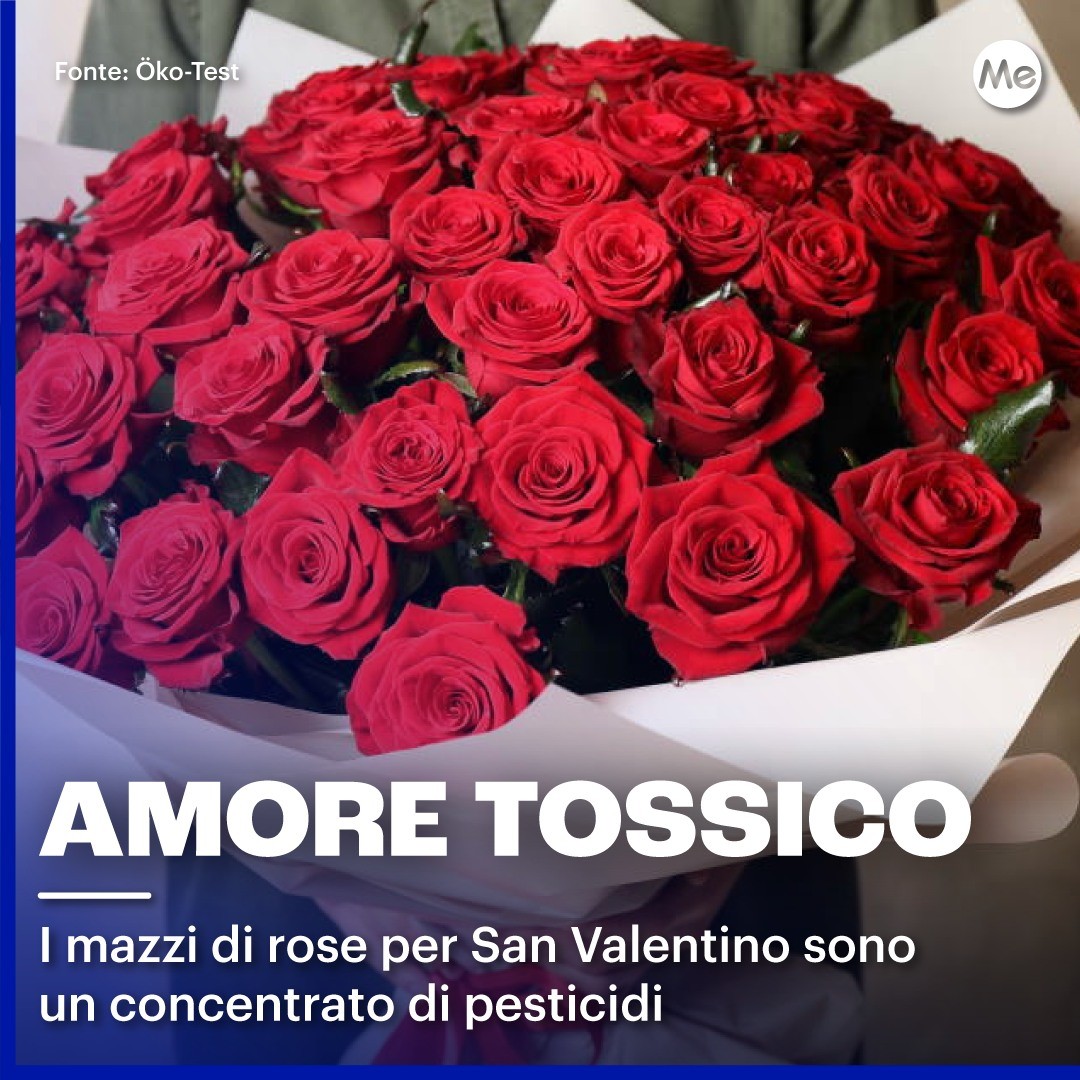 Fonte: Öko-Test
Me
AMORE TOSSICO
I mazzi di rose per San Valentino sono
un concentrato di pesticidi